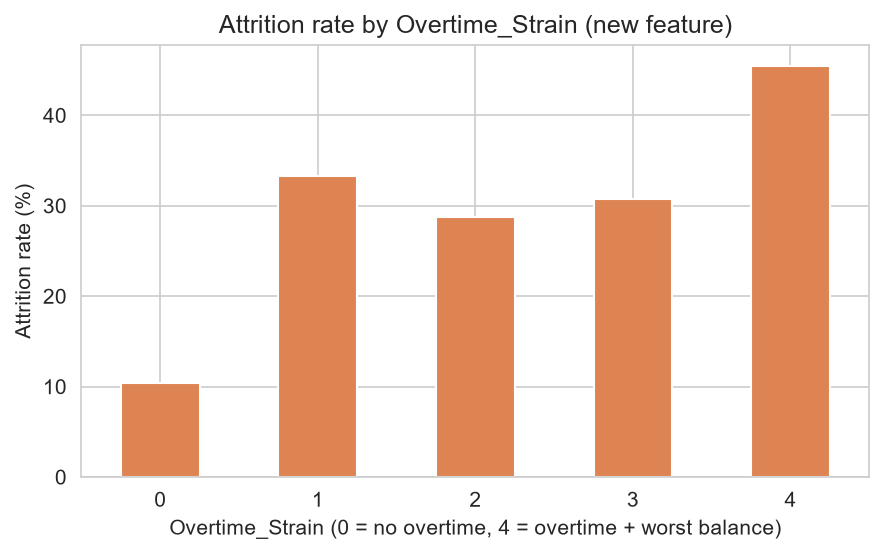 Attrition rate by Overtime_Strain (new feature)
Attrition rate (%)
40
30
20
10
0
0 1 2 3 4
Overtime_Strain (0 = no overtime, 4 = overtime + worst balance)